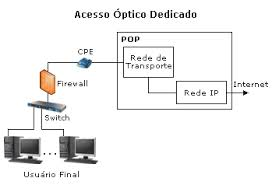 Acesso Óptico Dedicado
POP
CPE
Rede de
Transporte
Firewall
Internet
Rede IP
Switch
Usuário Final